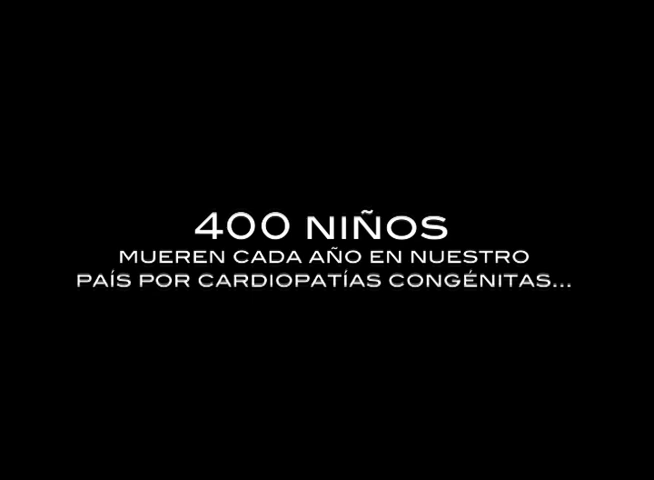 400 NIÑOS
MUEREN CADA AÑO EN NUESTRO
PAÍS POR CARDIOPATÍAS CONGÉNITAS...